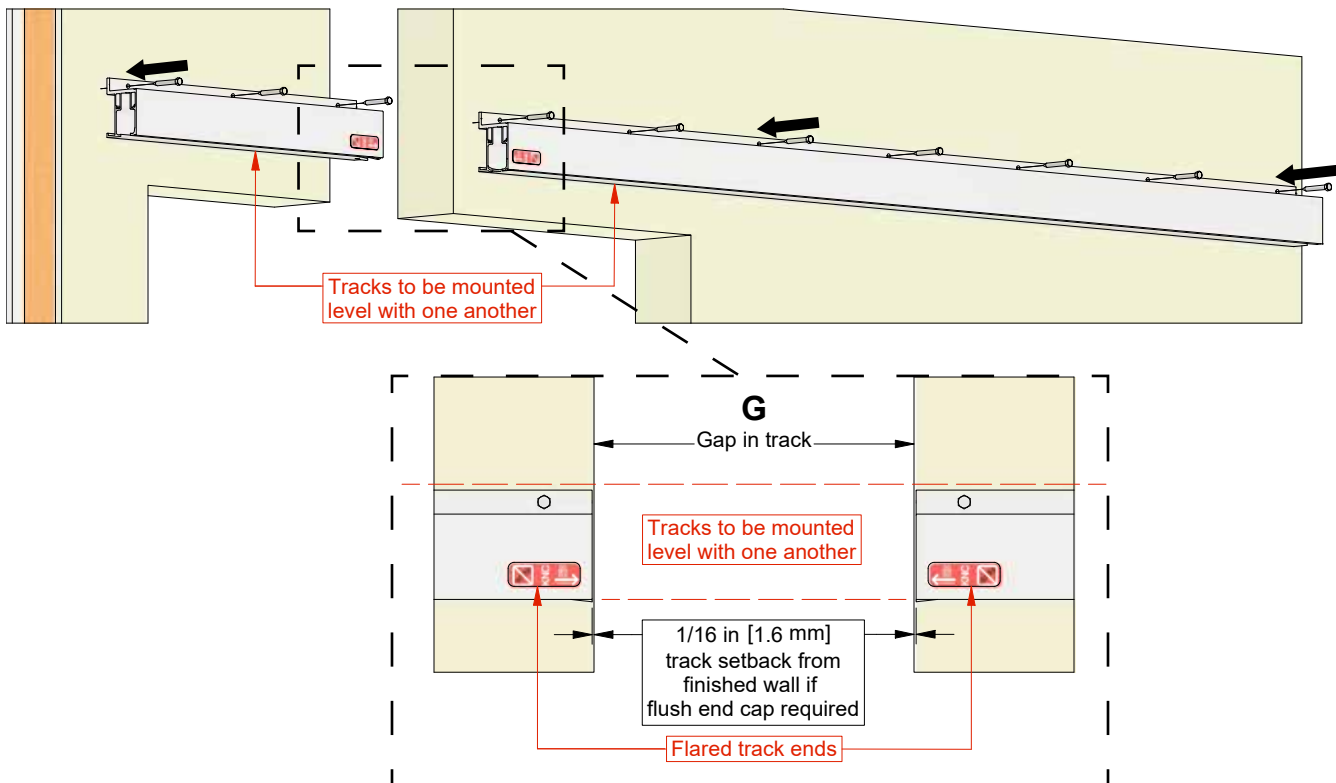 Tracks to be mounted
level with one another
G
Gap in track
Tracks to be mounted
level with one another
1/16 in [1.6 mm]
track setback from
finished wall if
flush end cap required
Flared track ends